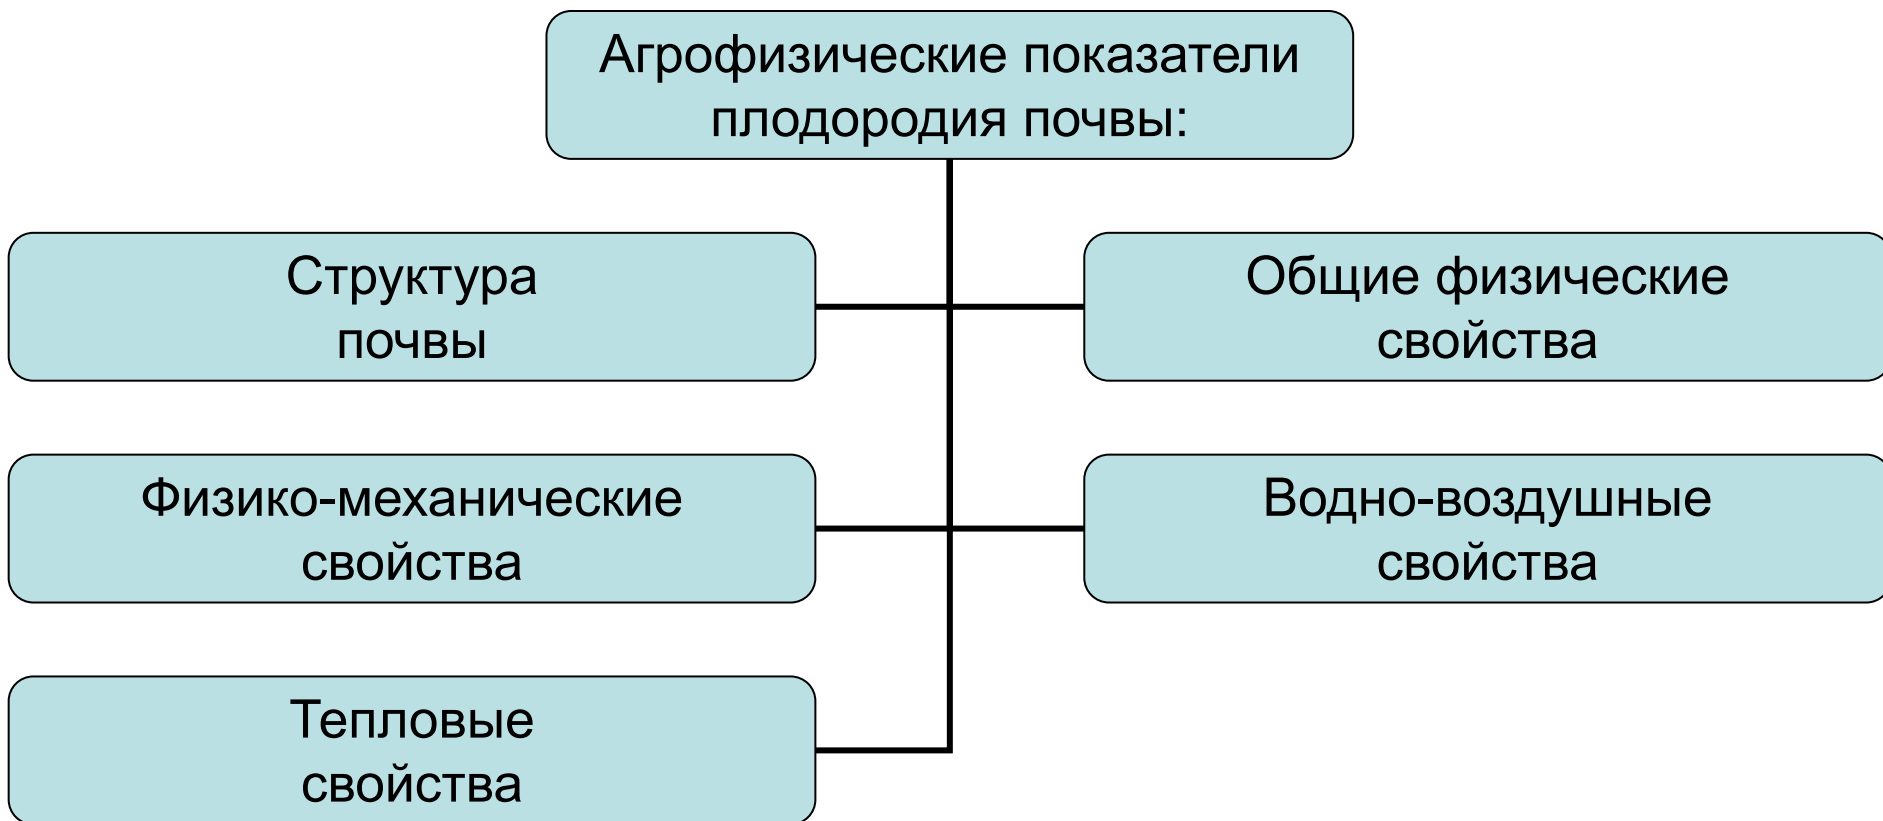 Агрофизические показатели
плодородия почвы:
Структура
почвы
Общие физические
свойства
Физико-механические
свойства
Водно-воздушные
свойства
Тепловые
свойства